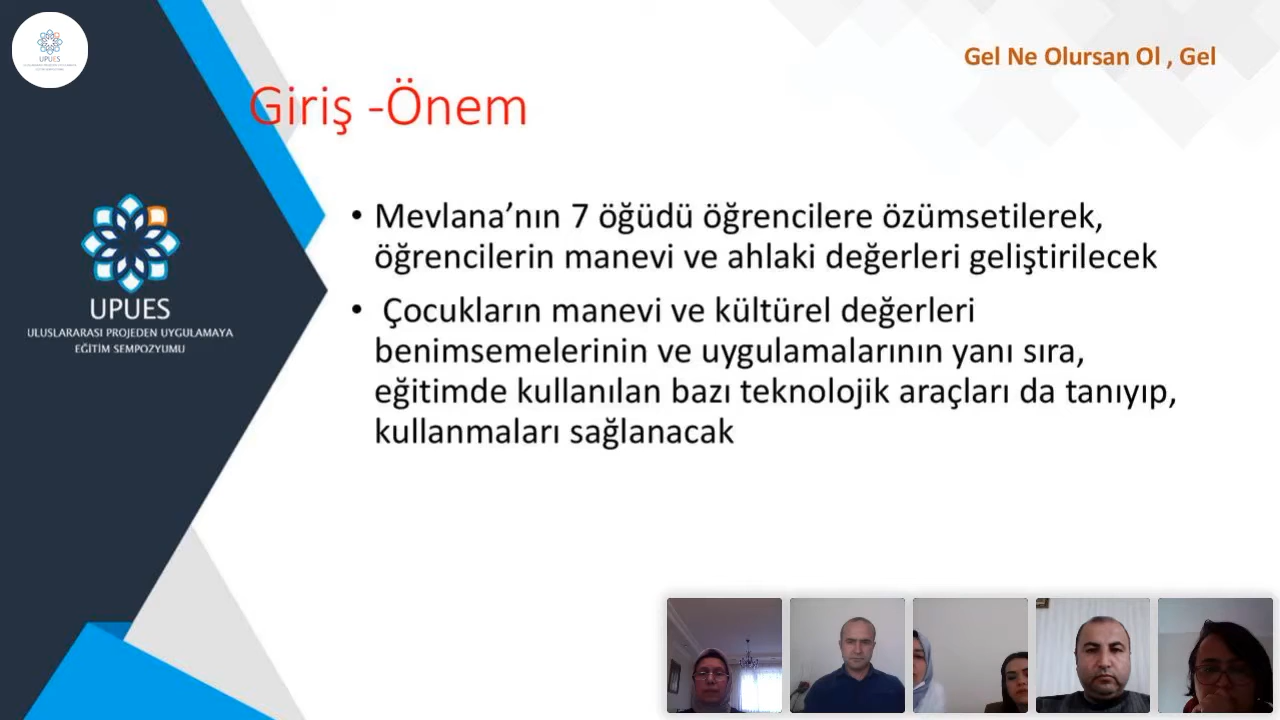 UPUES
Gel Ne Olursan Ol , Gel
Giriş -Önem
• Mevlana’nın 7 öğüdü öğrencilere özümsetilerek,
öğrencilerin manevi ve ahlaki değerleri geliştirilecek
• Çocukların manevi ve kültürel değerleri
benimsemelerinin ve uygulamalarının yanı sıra,
eğitimde kullanılan bazı teknolojik araçları da tanıyıp,
kullanmaları sağlanacak
UPUES
ULUSLARARASI PROJEDEN UYGULAMAYA
EĞİTİM SEMPOZYUMU